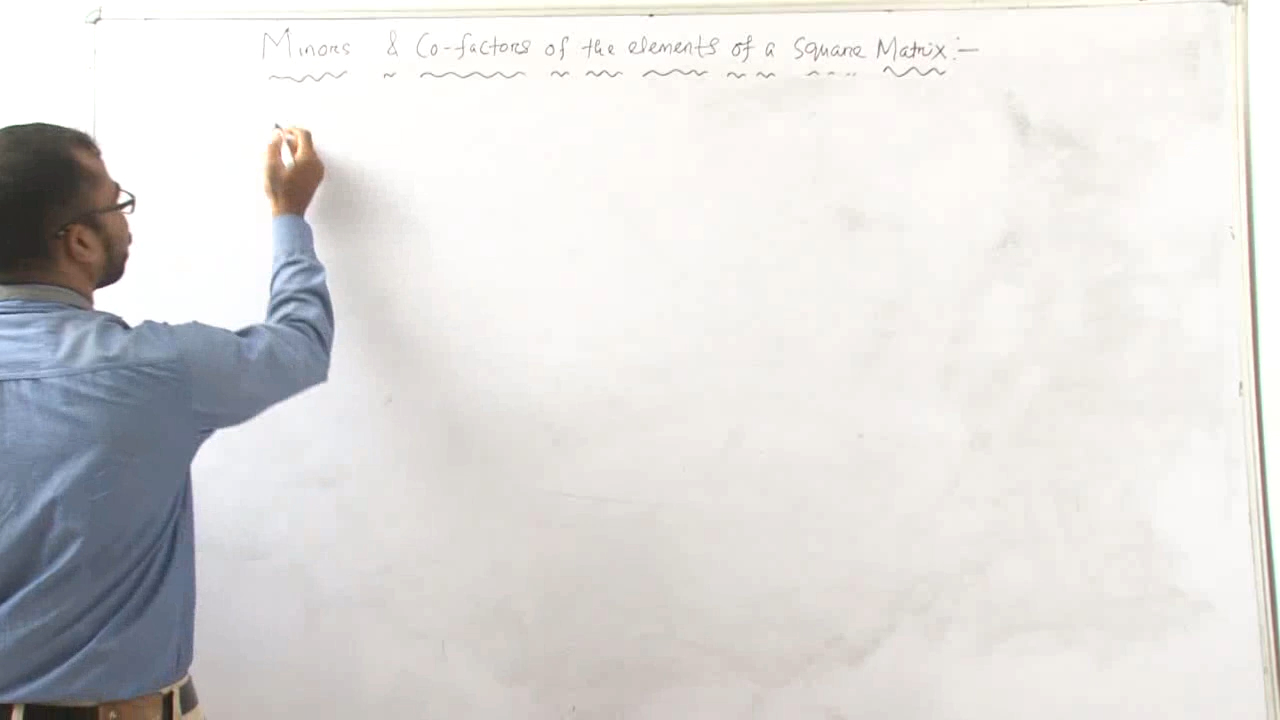 Minors & Co-factors of the elements of a Square Matrix:-